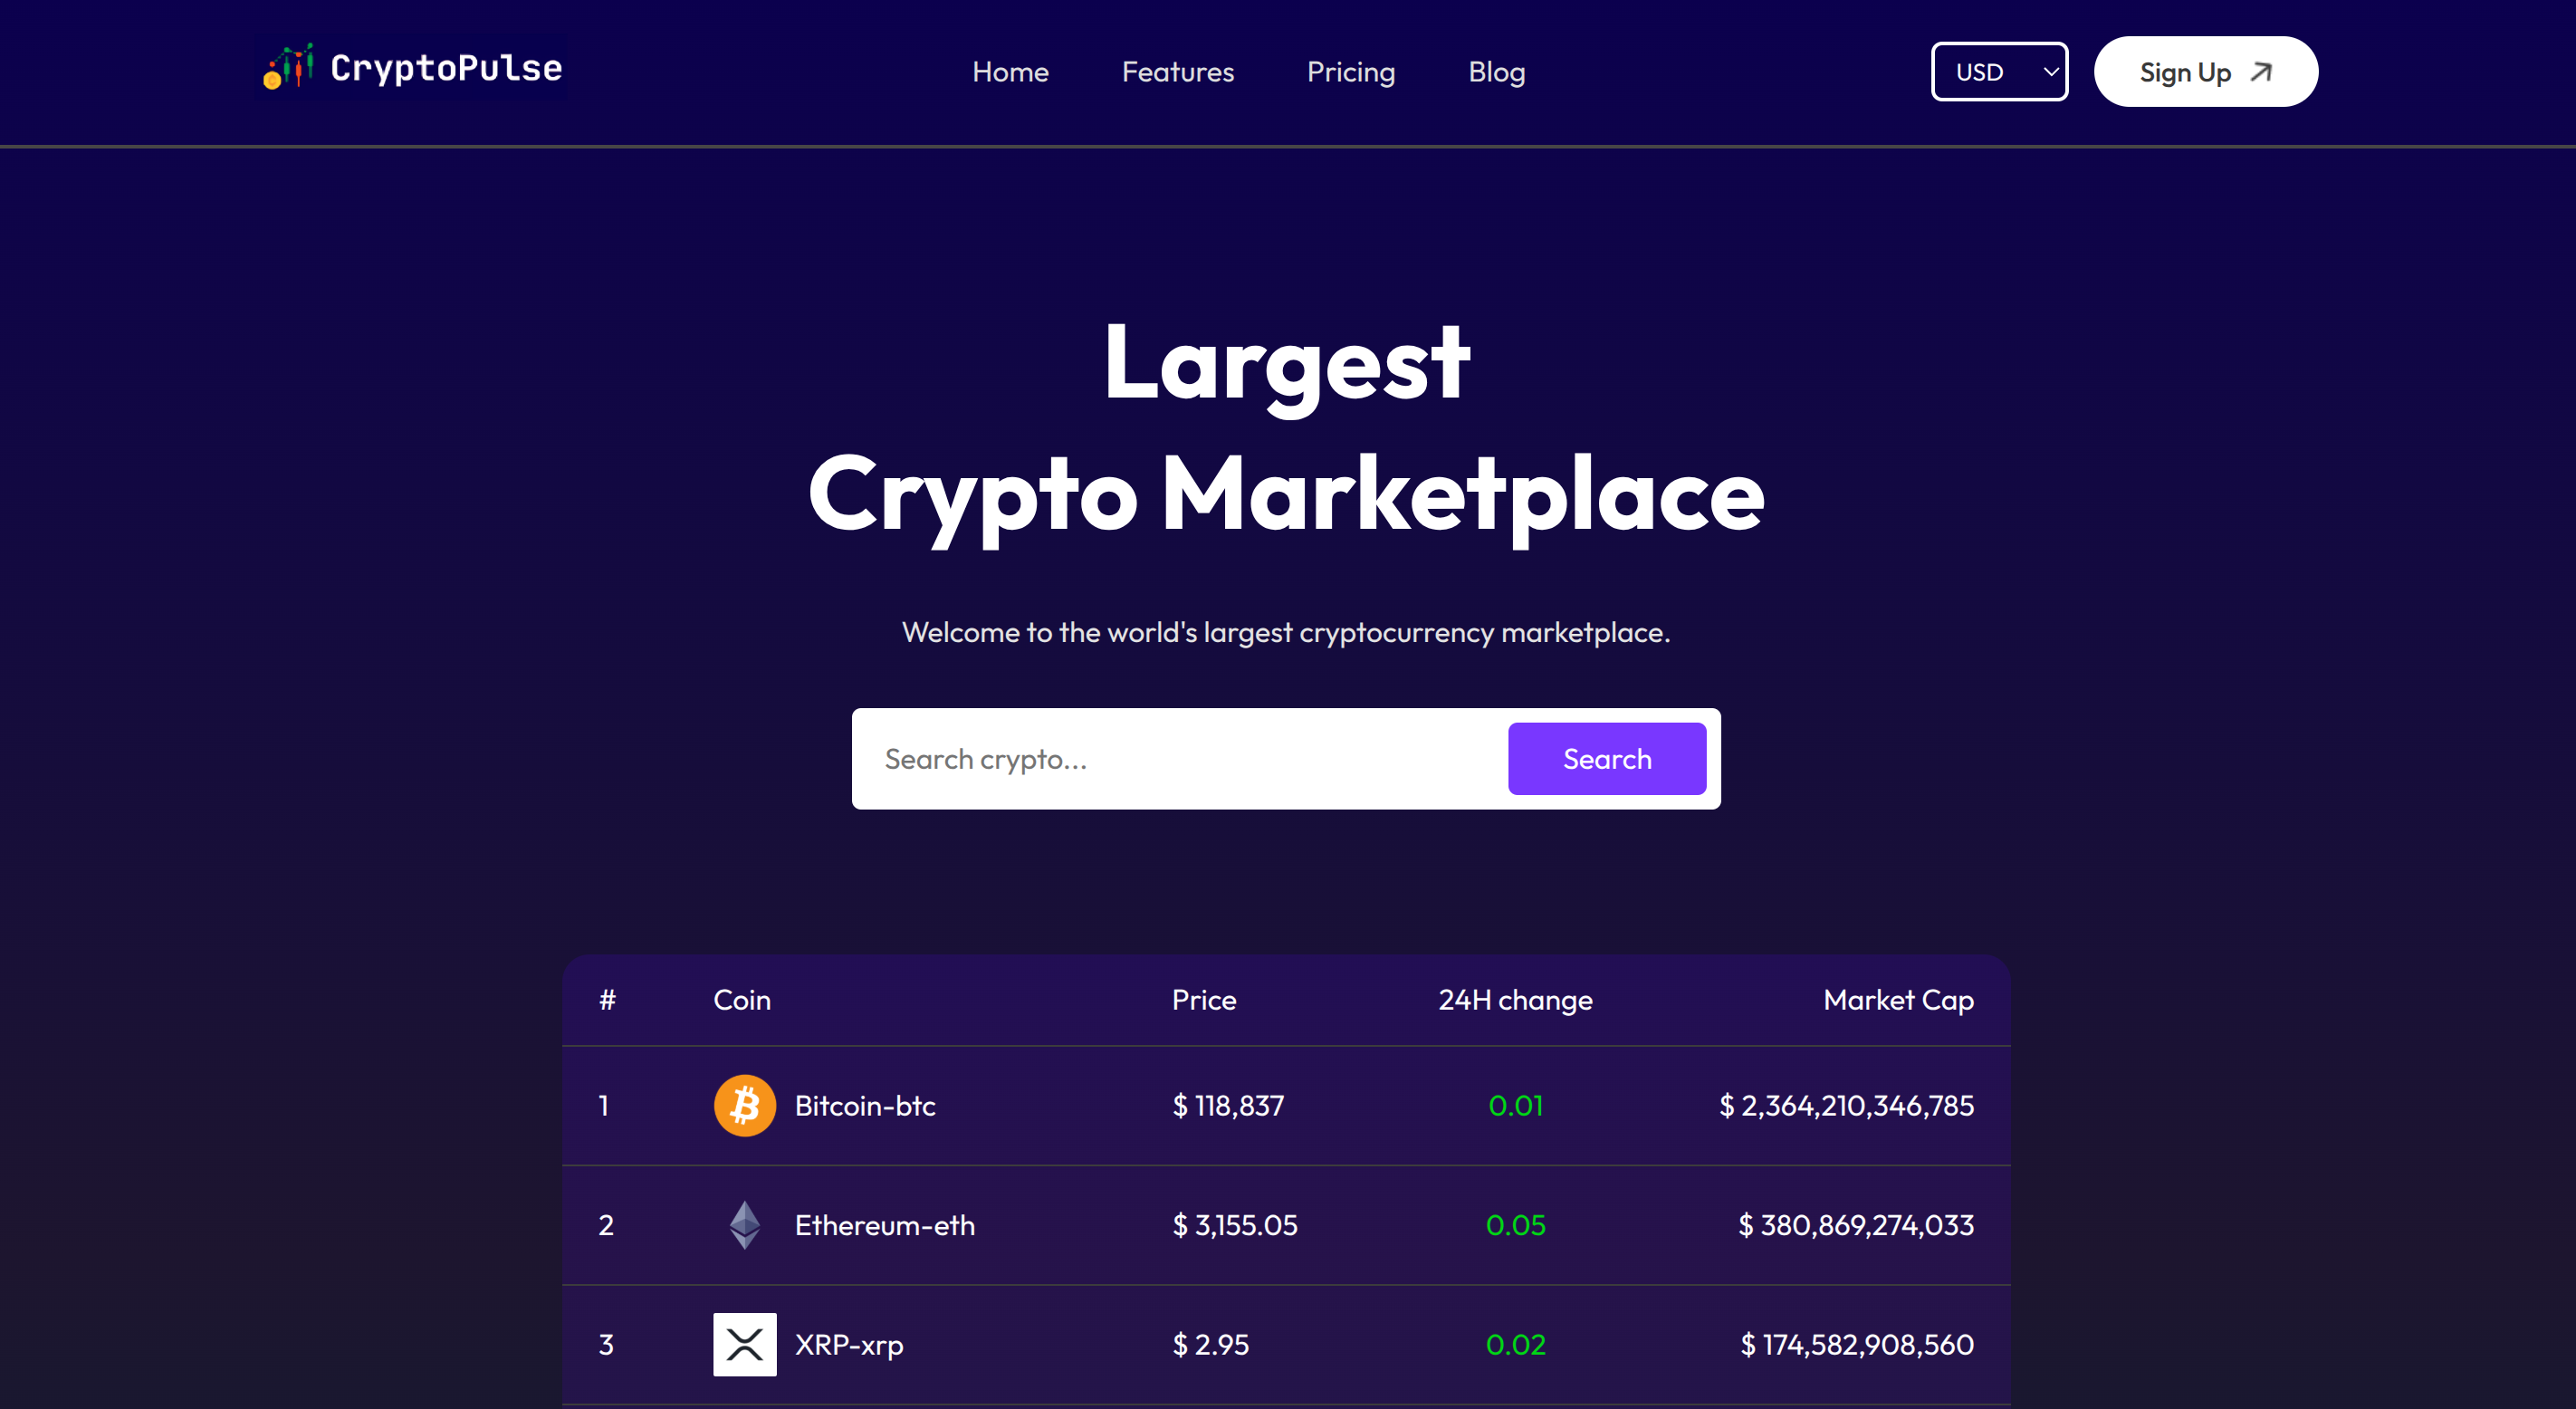 CryptoPulse
Home Features Pricing Blog
USD
Sign Up
Largest
Crypto Marketplace
Welcome to the world's largest cryptocurrency marketplace.
Search crypto...
Search
# Coin Price 24H change Market Cap
1 Bitcoin-btc $ 118,837 0.01 $ 2,364,210,346,785
2 Ethereum-eth $ 3,155.05 0.05 $ 380,869,274,033
3 XRP-xrp $ 2.95 0.02 $ 174,582,908,560